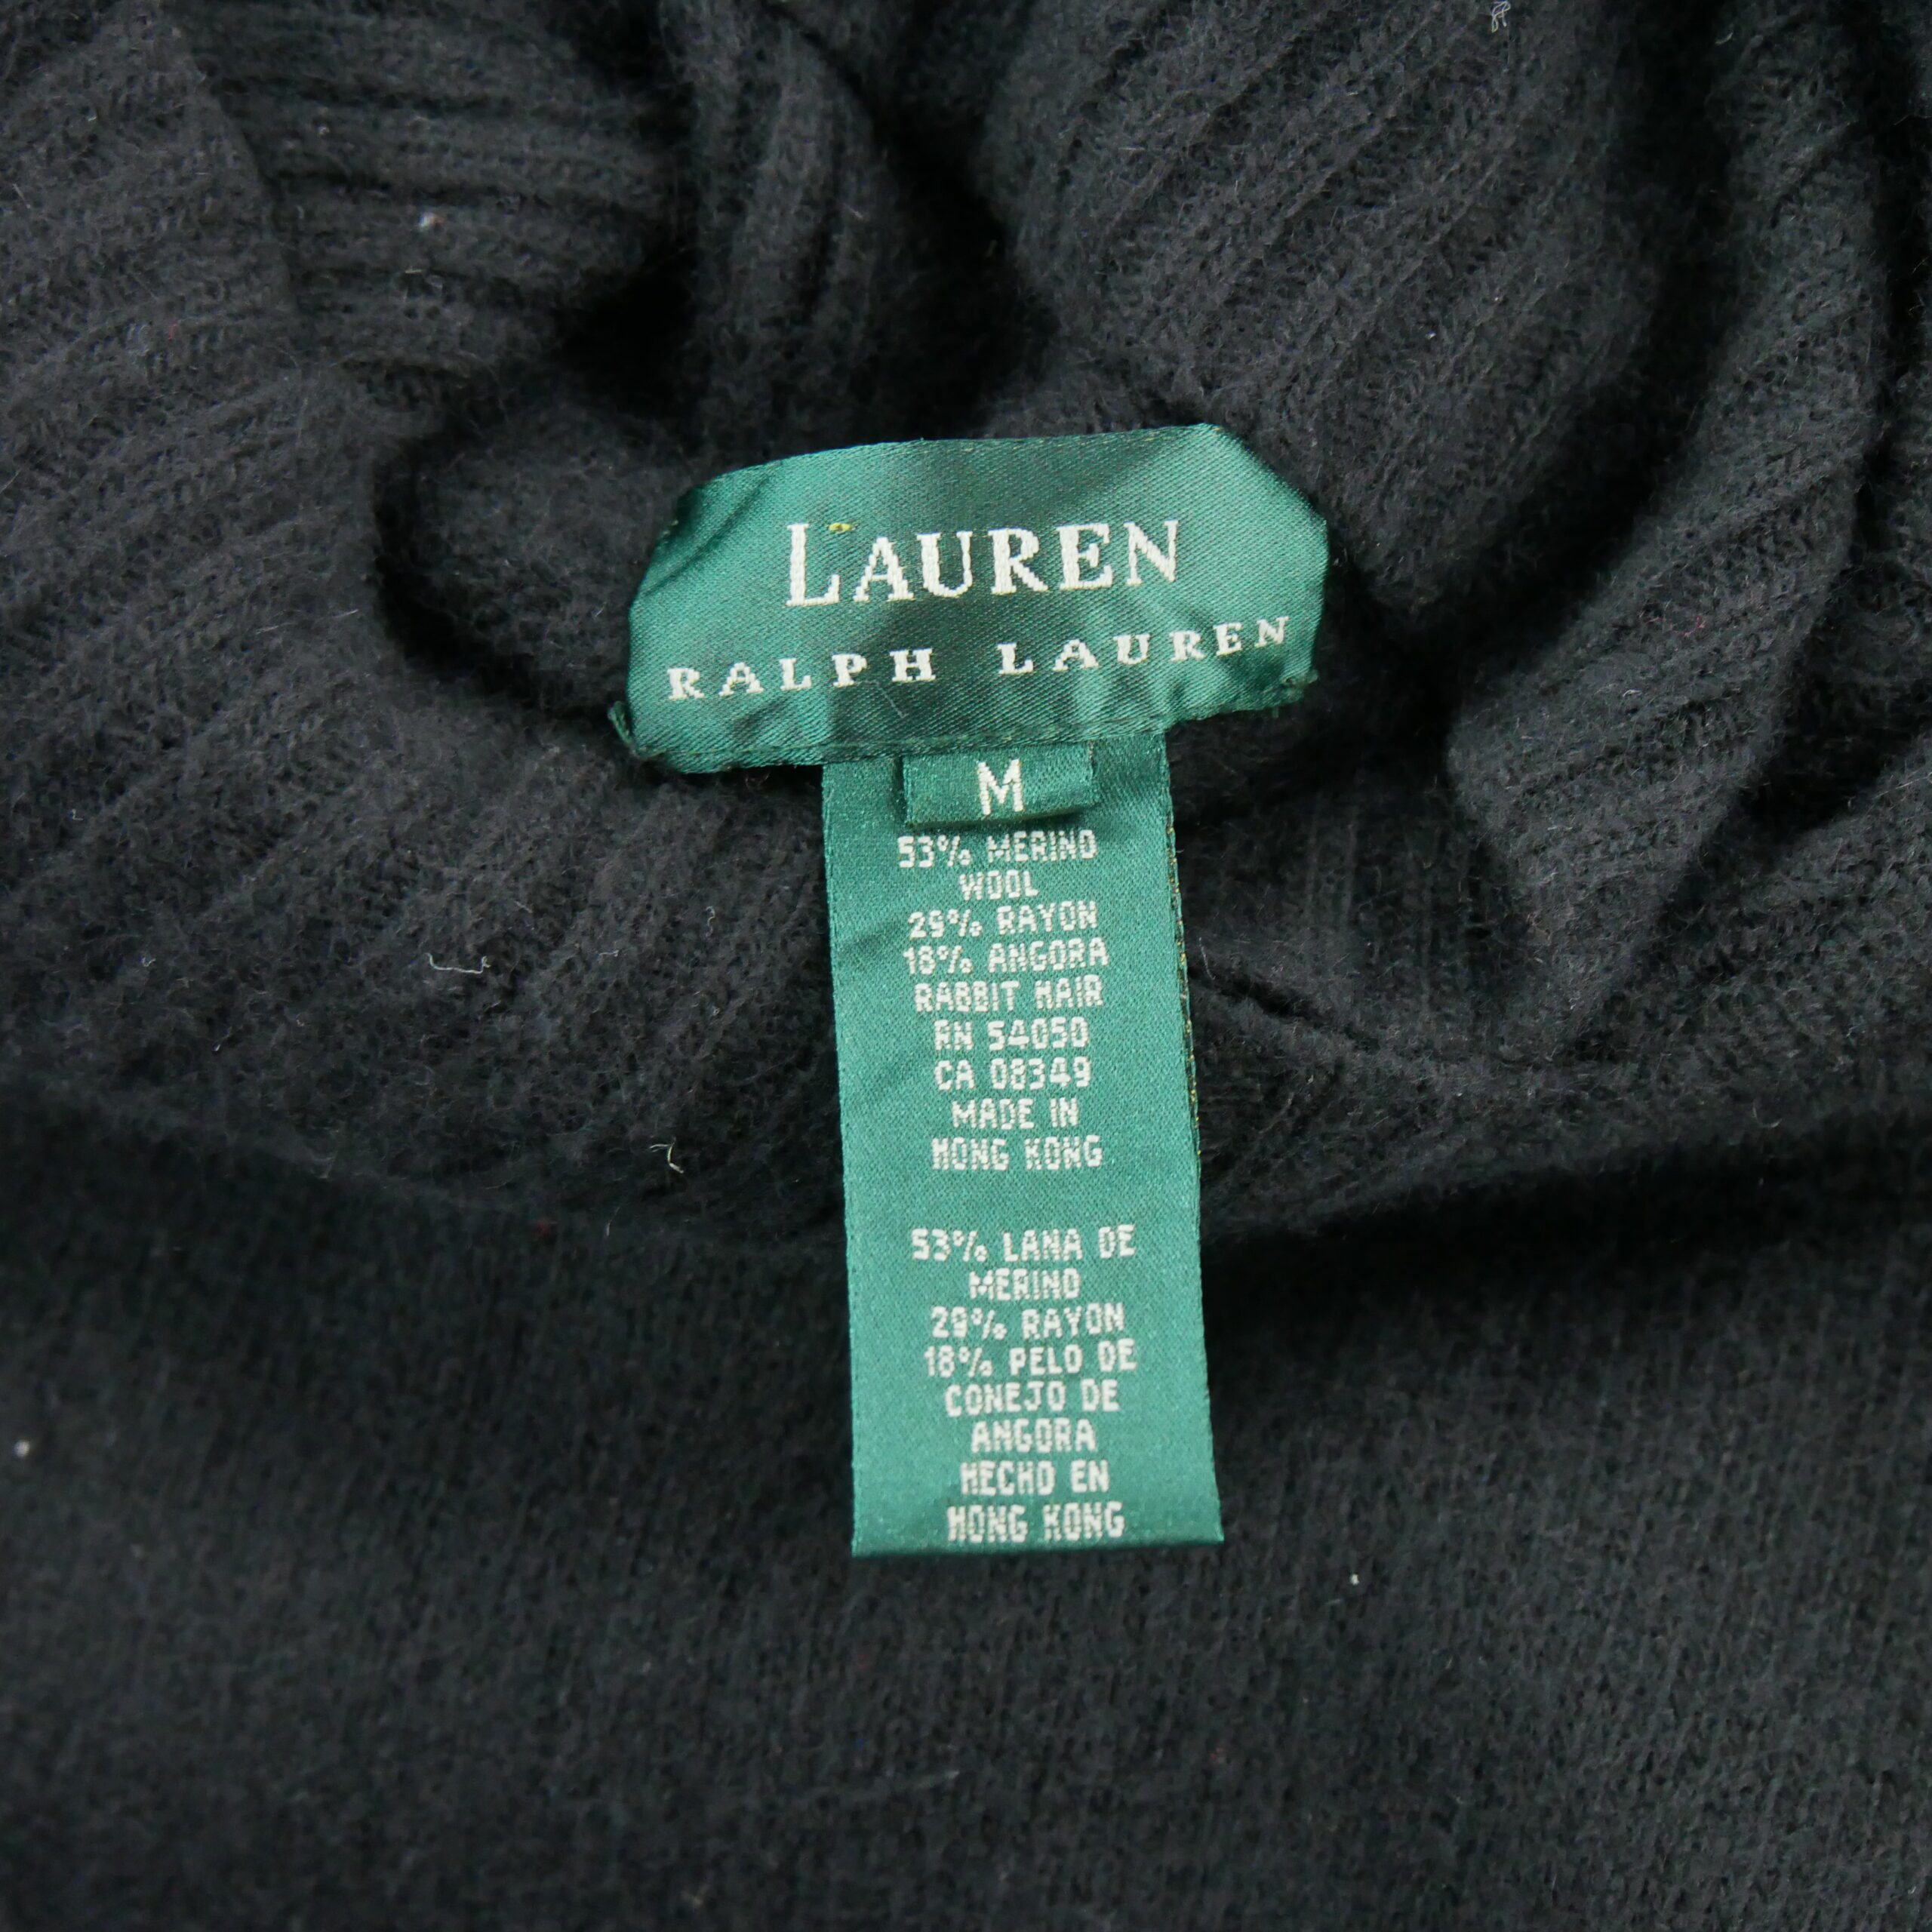 LAUREN
RALPH LAUREN
M
53% MERINO
WOOL
29% RAYON
18% ANGORA
RABBIT HAIR
RN 54050
CA 08349
MADE IN
HONG KONG
53% LANA DE
MERINO
29% RAYON
18% PELO DE
CONEJO DE
ANGORA
HECHO EN
HONG KONG